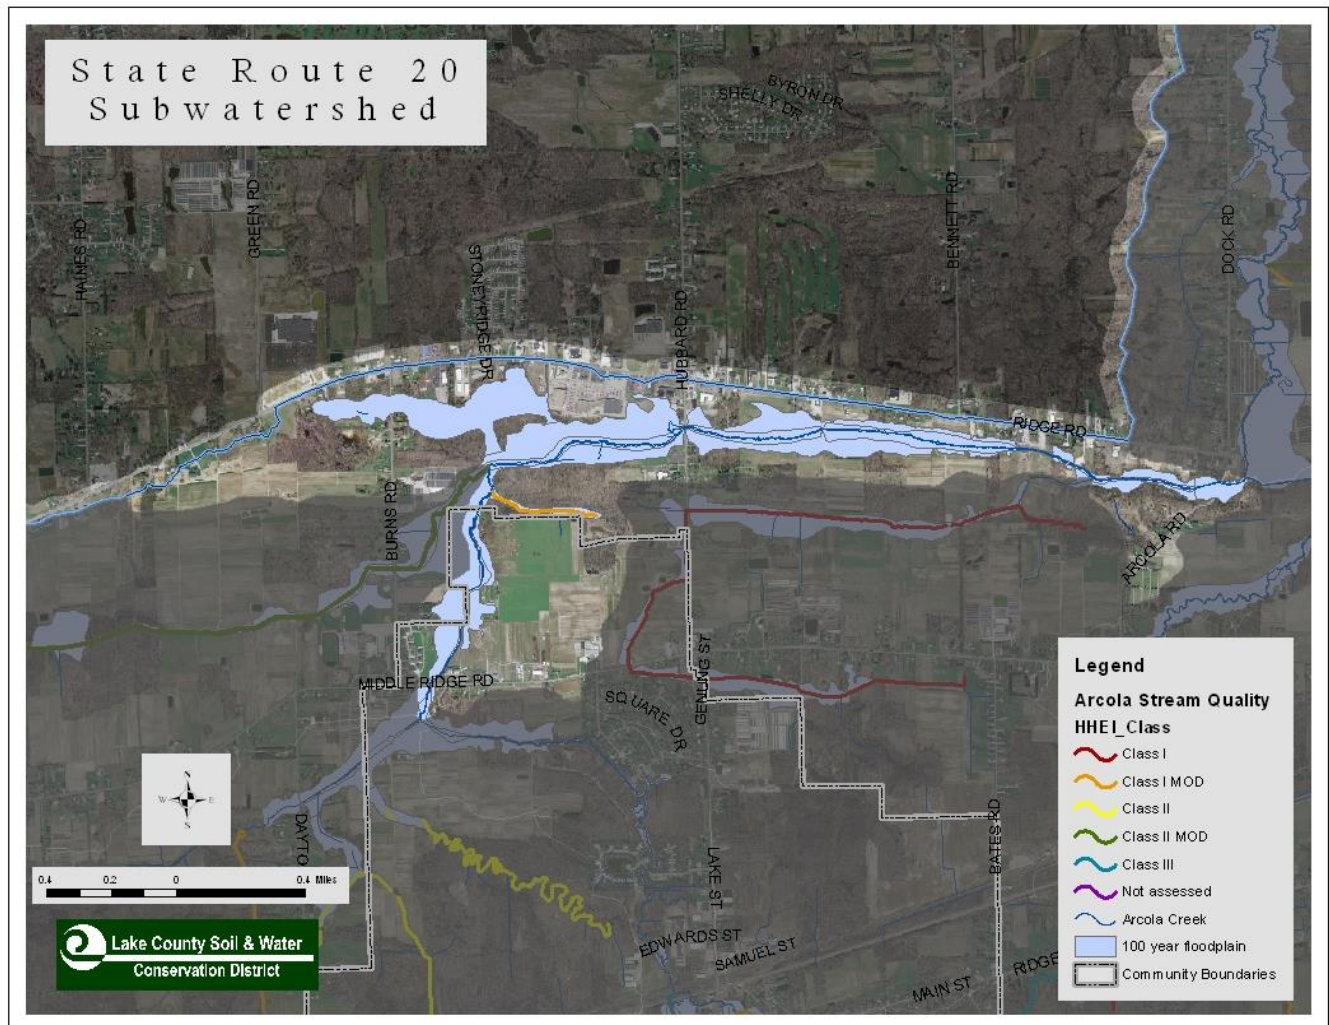 State Route 20
Subwatershed
BYRON DR
SHELLY DR
HAINES RD
GREEN RD
STONEYRIDGE DR
HUBBARD RD
BENNETT RD
DOCK RD
RIDGE RD
BURNS RD
ARCOLA RD
MIDDLE RIDGE RD
SQUARE DR
GENUNG ST
DAYTO
LAKE ST
BATES RD
EDWARDS ST
SAMUEL ST
MAIN ST
RIDGE
N
W
E
S
0.4
0.2
0
0.4 Miles
Lake County Soil & Water
Conservation District
Legend
Arcola Stream Quality
HHEI_Class
Class I
Class I MOD
Class II
Class II MOD
Class III
Not assessed
Arcola Creek
100 year floodplain
Community Boundaries